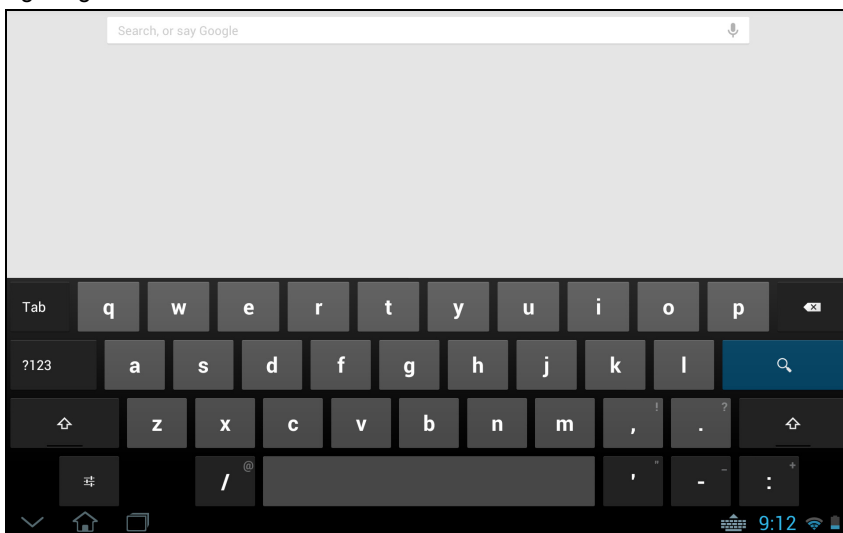 Search, or say Google
Tab q w e r t y u i o p
?123 a s d f g h j k l
z x c v b n m , ! . ?
/ @ ' " - _ : +
9:12